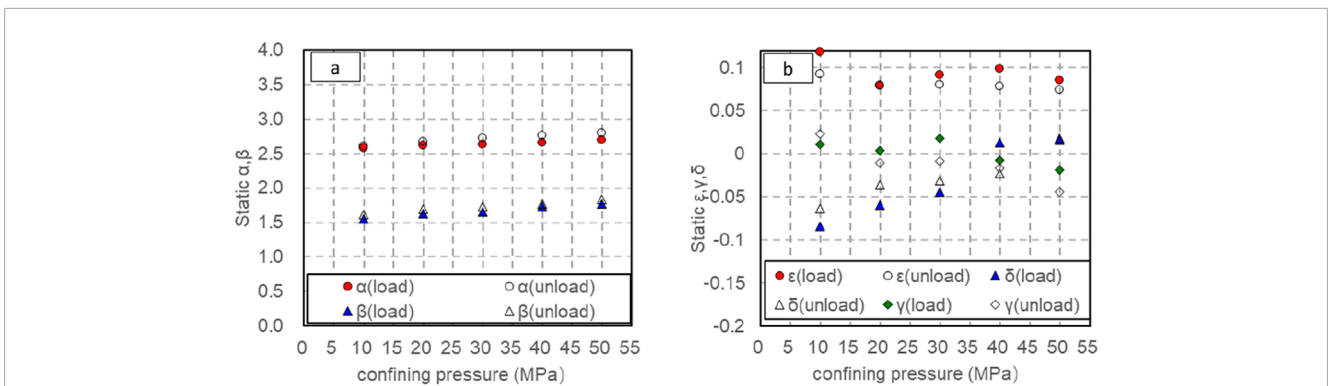 a
Static α,β
4.0
3.5
3.0
2.5
2.0
1.5
1.0
0.5
0.0
α(load) α(unload)
β(load) β(unload)
0 5 10 15 20 25 30 35 40 45 50 55
confining pressure (MPa)
b
Static ε,γ,δ
0.1
0.05
0
-0.05
-0.1
-0.15
-0.2
ε(load) ε(unload) δ(load)
δ(unload) γ(load) γ(unload)
0 5 10 15 20 25 30 35 40 45 50 55
confining pressure (MPa)